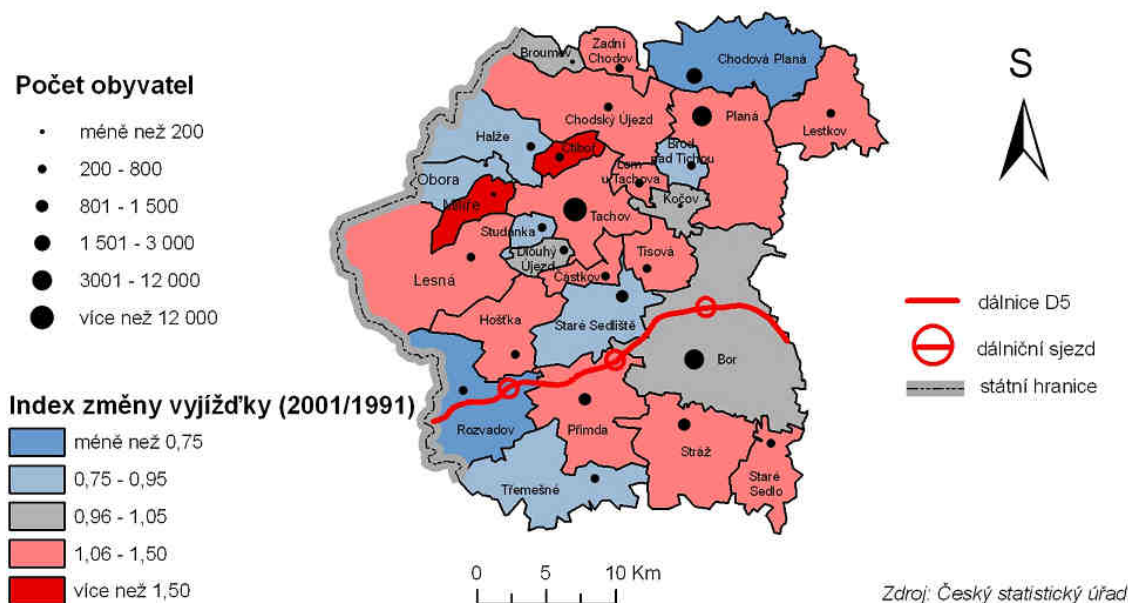 Počet obyvatel
méně než 200
200 - 800
801 - 1 500
1 501 - 3 000
3001 - 12 000
více než 12 000
Index změny vyjížďky (2001/1991)
méně než 0,75
0,75 - 0,95
0,96 - 1,05
1,06 - 1,50
více než 1,50
Broumov
Zadní
Chodov
Chodová Planá
Chodský Újezd
Planá
Lestkov
Halže
Ctiboř
Brod
nad Tichou
Lom
u Tachova
Obora
Milíře
Kočov
Tachov
Studánka
Dlouhý
Újezd
Tisová
Lesná
Částkov
Hošťka
Staré Sedliště
Bor
Rozvadov
Přimda
Stráž
Staré
Sedlo
Třemešné
0 5 10 Km
S
dálnice D5
dálniční sjezd
státní hranice
Zdroj: Český statistický úřad